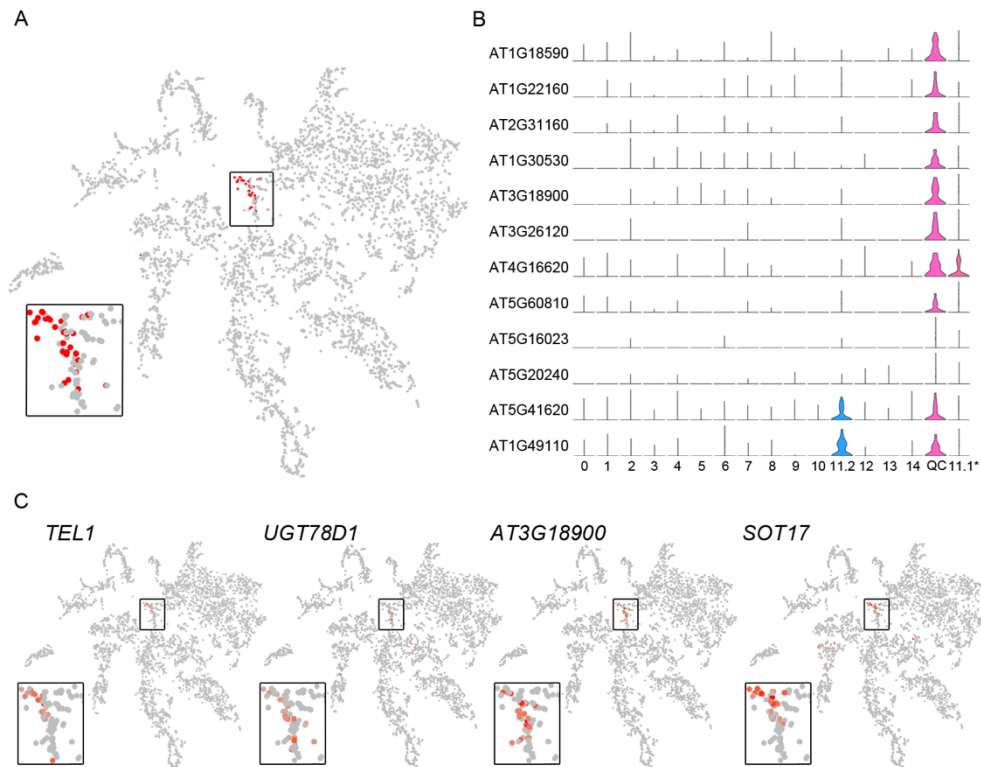 A
B
AT1G18590
AT1G22160
AT2G31160
AT1G30530
AT3G18900
AT3G26120
AT4G16620
AT5G60810
AT5G16023
AT5G20240
AT5G41620
AT1G49110
0 1 2 3 4 5 6 7 8 9 10 11.2 12 13 14 QC 11.1*
C
TEL1 UGT78D1 AT3G18900 SOT17